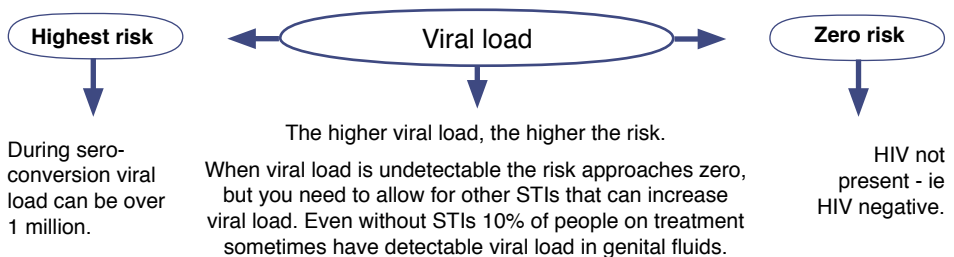 Highest risk
Viral load
Zero risk
During sero-
conversion viral
load can be over
1 million.
The higher viral load, the higher the risk.
When viral load is undetectable the risk approaches zero,
but you need to allow for other STIs that can increase
viral load. Even without STIs 10% of people on treatment
sometimes have detectable viral load in genital fluids.
HIV not
present - ie
HIV negative.